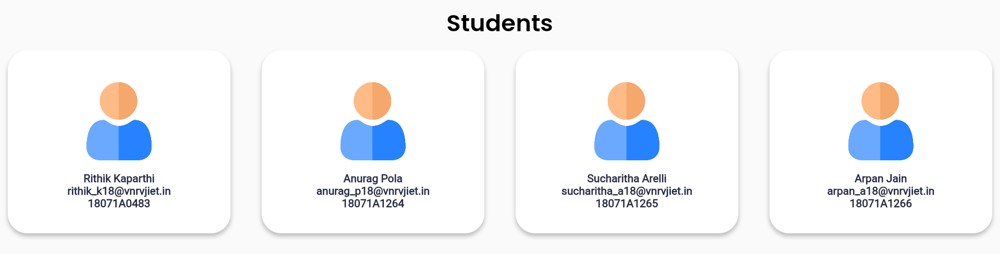 Students
Rithik Kaparthi
rithik_k18@vnrvjiet.in
18071A0483
Anurag Pola
anurag_p18@vnrvjiet.in
18071A1264
Sucharitha Arelli
sucharitha_a18@vnrvjiet.in
18071A1265
Arpan Jain
arpan_a18@vnrvjiet.in
18071A1266